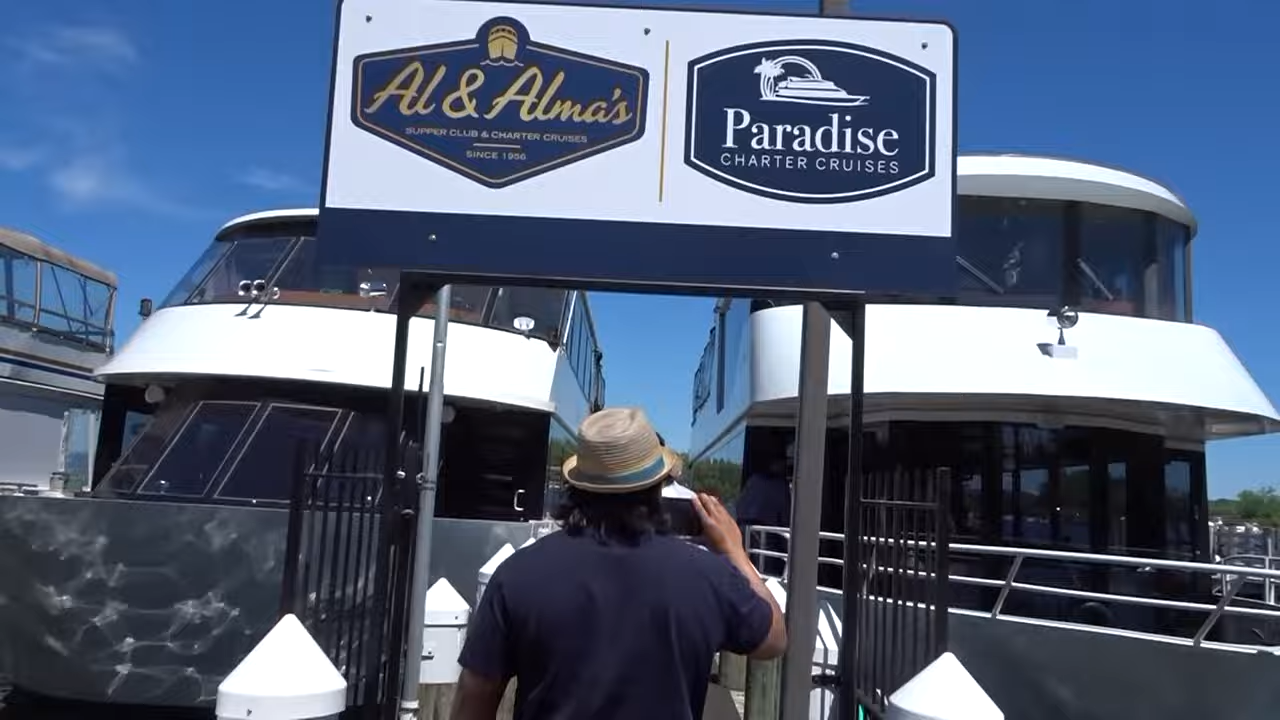 Al & Alma's
SUPPER CLUB & CHARTER CRUISES
SINCE 1956
Paradise
CHARTER CRUISES